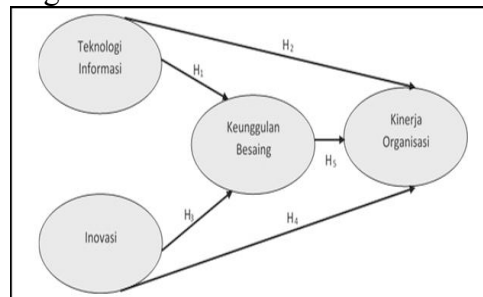 Teknologi
Informasi
H₂
H₁
Keunggulan
Besaing
Kinerja
Organisasi
H₅
H₃
Inovasi
H₄